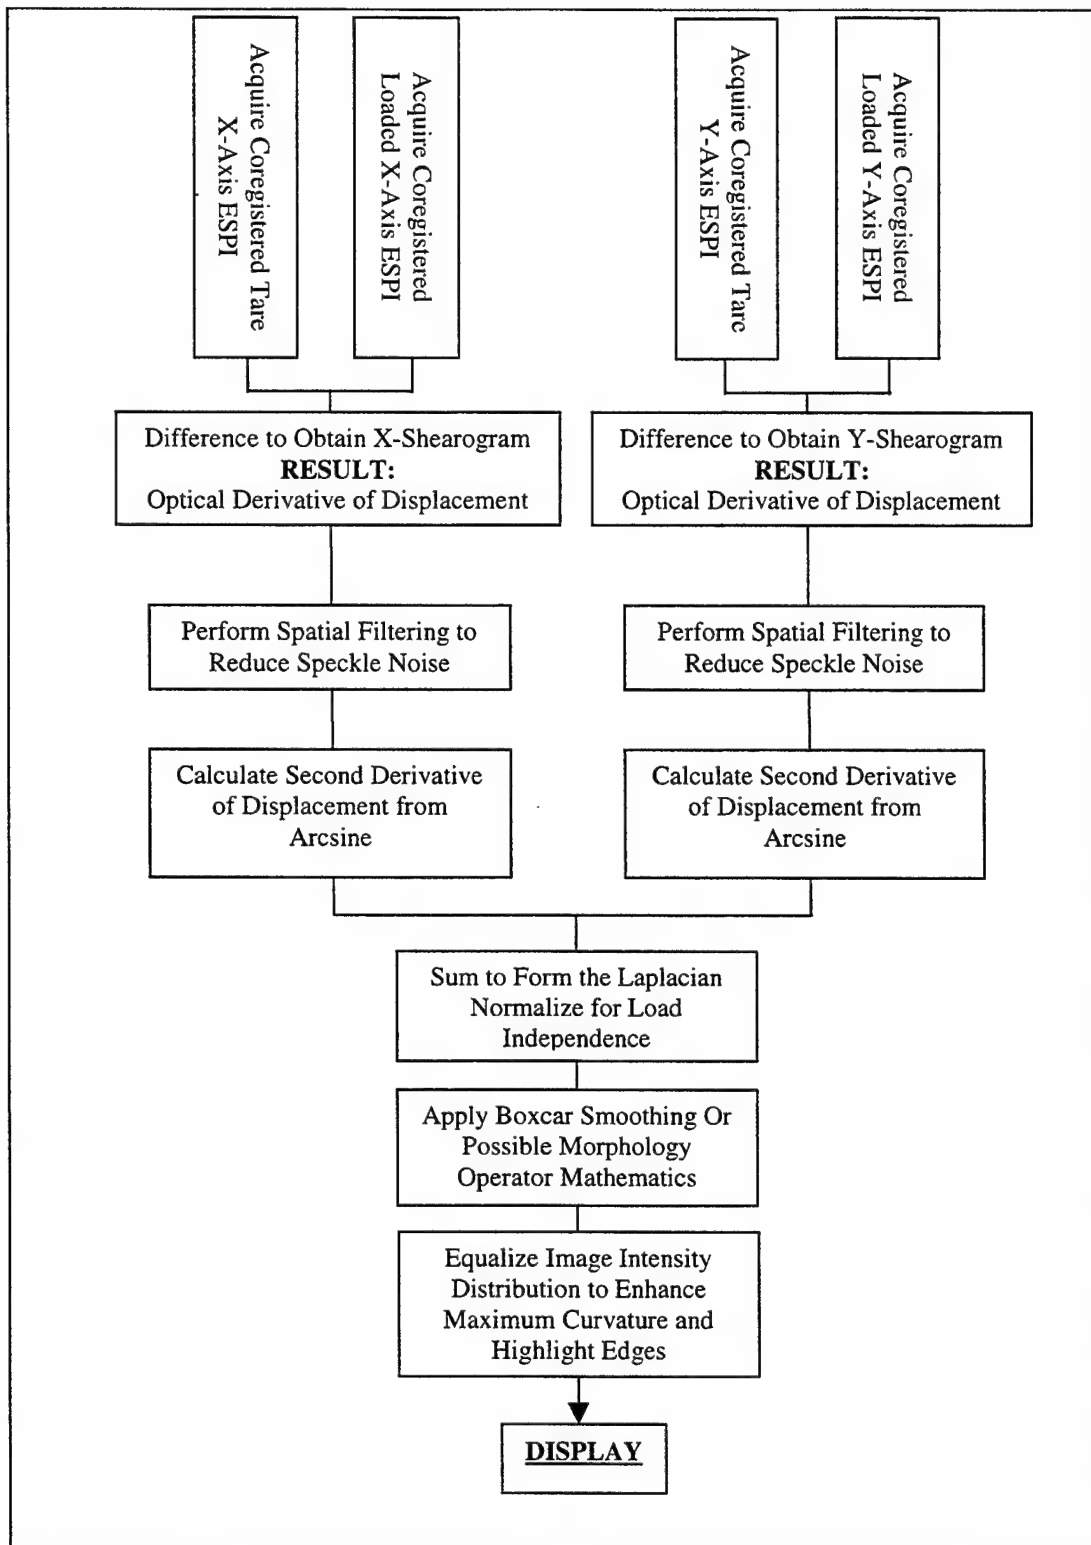 Acquire Coregistered Tare
X-Axis ESPI
Acquire Coregistered
Loaded X-Axis ESPI
Acquire Coregistered Tare
Y-Axis ESPI
Acquire Coregistered
Loaded Y-Axis ESPI
Difference to Obtain X-Shearogram
RESULT:
Optical Derivative of Displacement
Difference to Obtain Y-Shearogram
RESULT:
Optical Derivative of Displacement
Perform Spatial Filtering to
Reduce Speckle Noise
Perform Spatial Filtering to
Reduce Speckle Noise
Calculate Second Derivative
of Displacement from
Arcsine
Calculate Second Derivative
of Displacement from
Arcsine
Sum to Form the Laplacian
Normalize for Load
Independence
Apply Boxcar Smoothing Or
Possible Morphology
Operator Mathematics
Equalize Image Intensity
Distribution to Enhance
Maximum Curvature and
Highlight Edges
DISPLAY